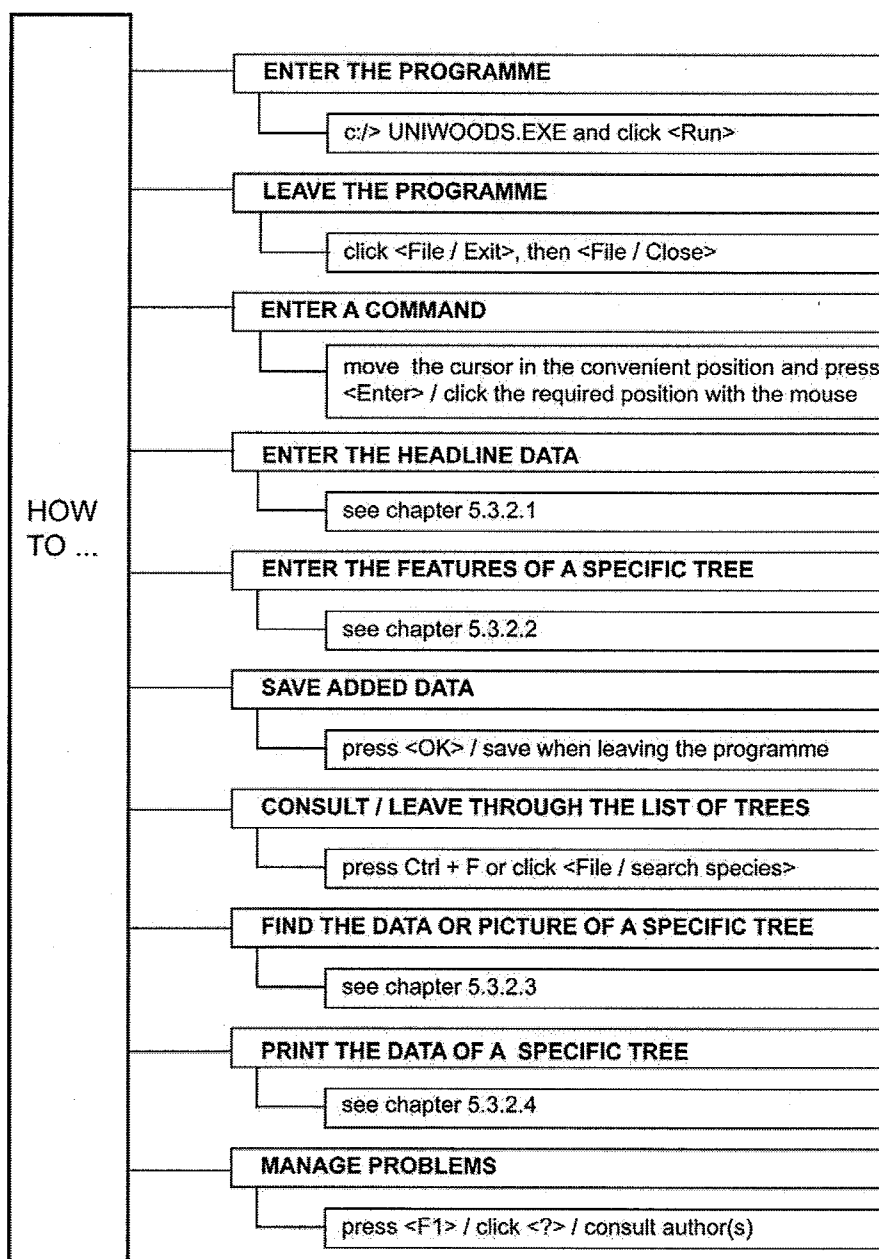 HOW
TO ...
ENTER THE PROGRAMME
c:/> UNIWOODS.EXE and click <Run>
LEAVE THE PROGRAMME
click <File / Exit>, then <File / Close>
ENTER A COMMAND
move the cursor in the convenient position and press
<Enter> / click the required position with the mouse
ENTER THE HEADLINE DATA
see chapter 5.3.2.1
ENTER THE FEATURES OF A SPECIFIC TREE
see chapter 5.3.2.2
SAVE ADDED DATA
press <OK> / save when leaving the programme
CONSULT / LEAVE THROUGH THE LIST OF TREES
press Ctrl + F or click <File / search species>
FIND THE DATA OR PICTURE OF A SPECIFIC TREE
see chapter 5.3.2.3
PRINT THE DATA OF A SPECIFIC TREE
see chapter 5.3.2.4
MANAGE PROBLEMS
press <F1> / click <?> / consult author(s)